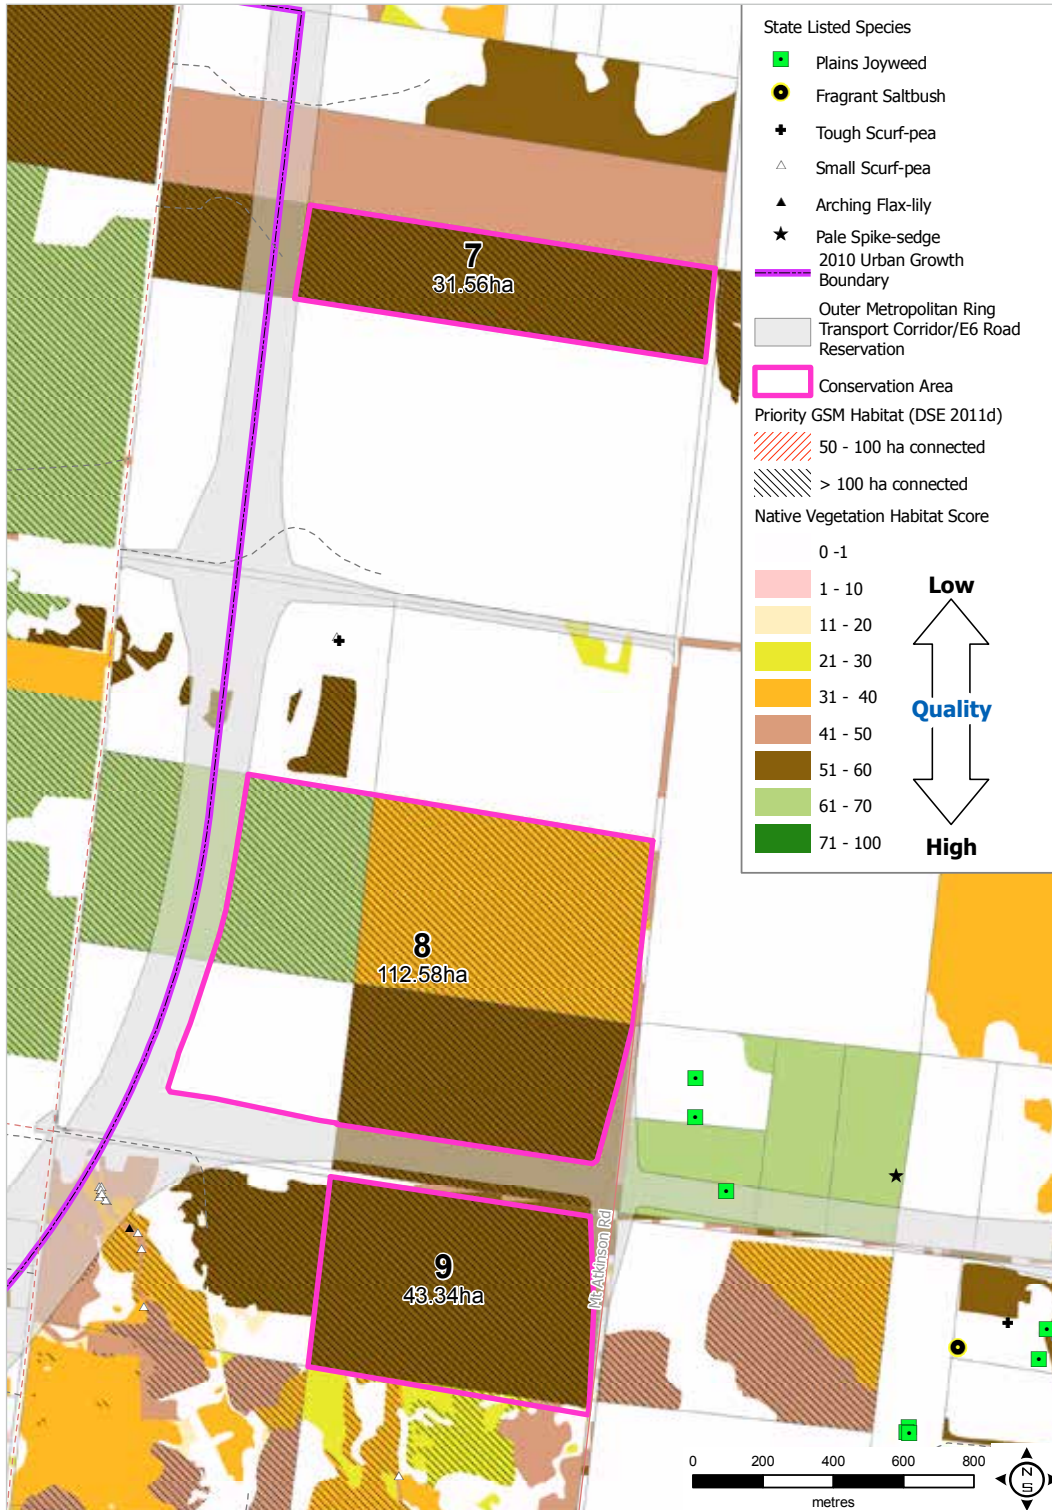 State Listed Species
Plains Joyweed
Fragrant Saltbush
Tough Scurf-pea
Small Scurf-pea
Arching Flax-lily
Pale Spike-sedge
2010 Urban Growth
Boundary
Outer Metropolitan Ring
Transport Corridor/E6 Road
Reservation
Conservation Area
Priority GSM Habitat (DSE 2011d)
50 - 100 ha connected
> 100 ha connected
Native Vegetation Habitat Score
0 -1
1 - 10
11 - 20
21 - 30
31 - 40
41 - 50
51 - 60
61 - 70
71 - 100
Low
Quality
High
7
31.56ha
8
112.58ha
9
43.34ha
Mt Atkinson Rd
0 200 400 600 800
metres
N
S